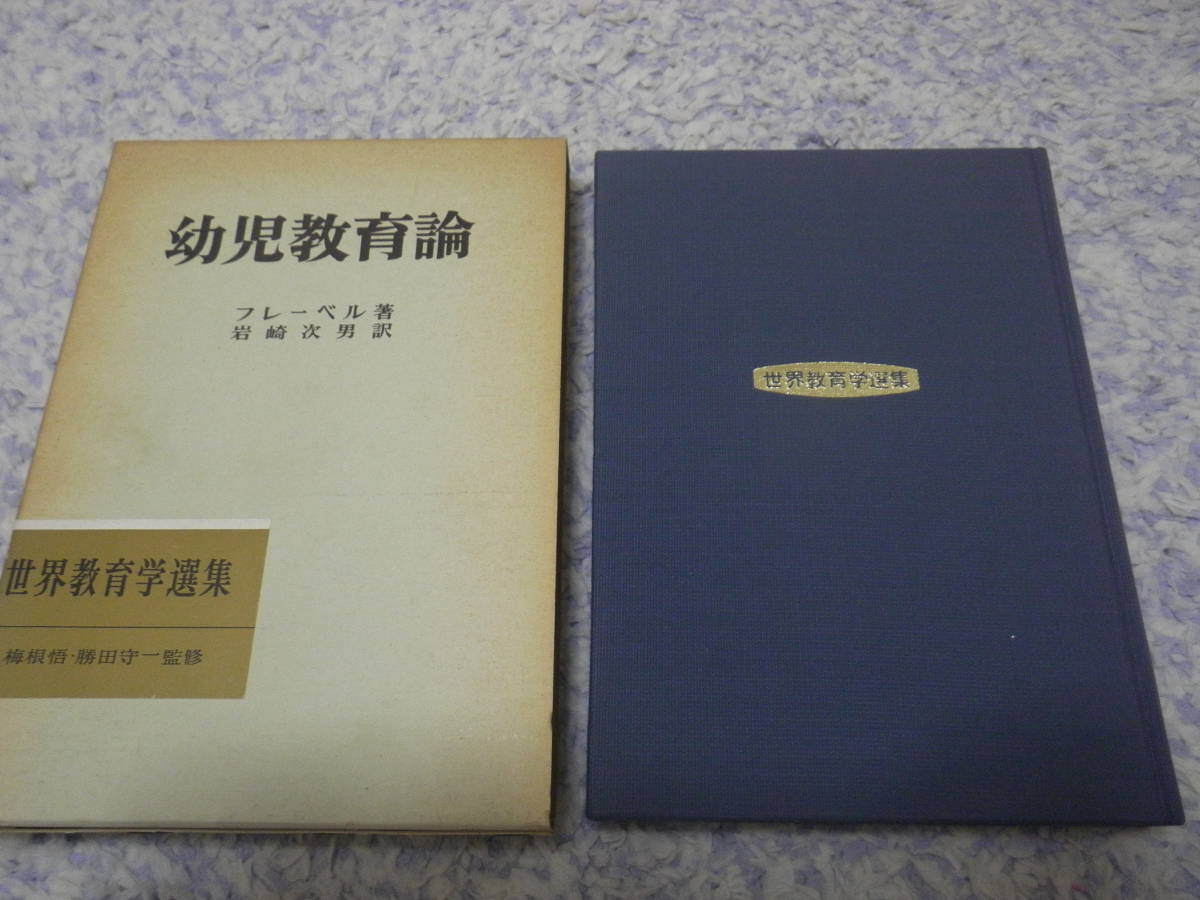 幼児教育論
フレーベル著
岩崎次男訳
世界教育学選集
梅根悟・勝田守一監修
世界教育学選集